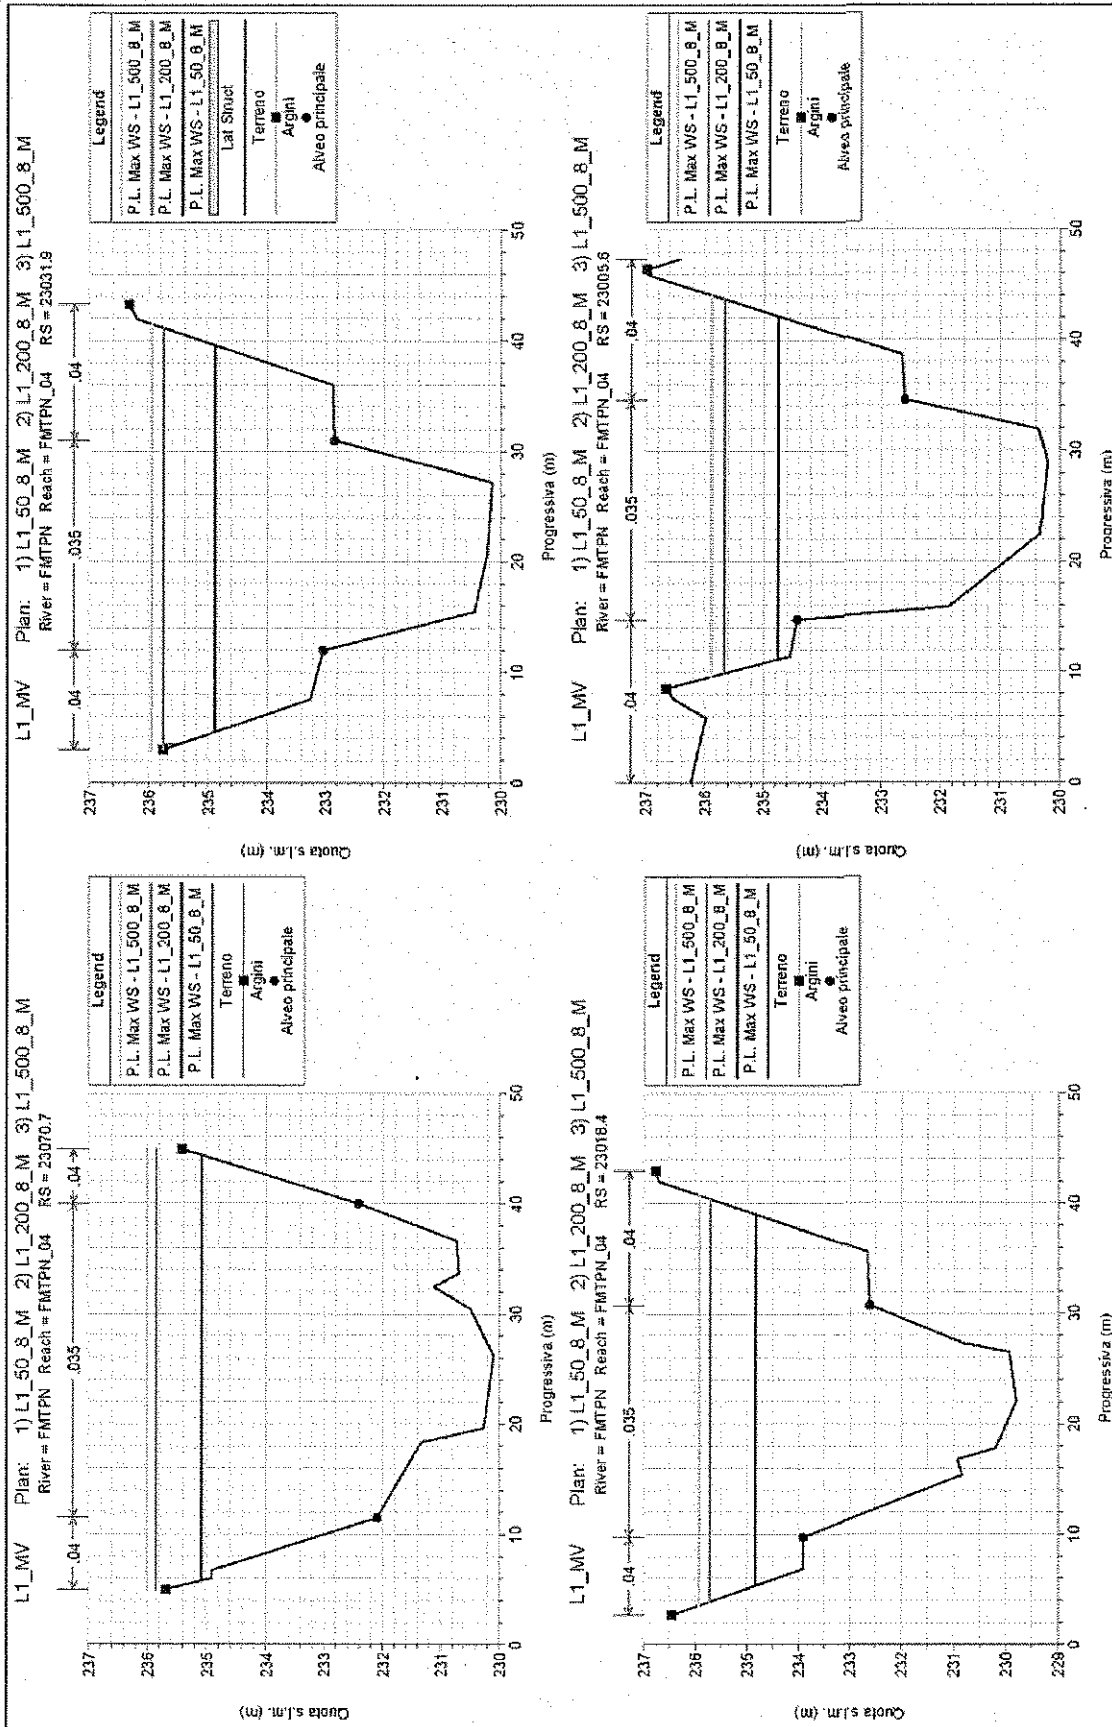 L1_MV Plan: 1) L1_50_8_M 2) L1_200_8_M 3) L1_500_8_M
River = FMTPN Reach = FMTPN_04 RS = 23070.7
.04
.035
.04
Legend
P.L. Max WS - L1_500_8_M
P.L. Max WS - L1_200_8_M
P.L. Max WS - L1_50_8_M
Terreno
Argini
Alveo principale
237
236
235
234
233
232
231
230
Quota s.l.m. (m)
0 10 20 30 40 50
Progressiva (m)
L1_MV Plan: 1) L1_50_8_M 2) L1_200_8_M 3) L1_500_8_M
River = FMTPN Reach = FMTPN_04 RS = 23031.9
.04
.035
.04
Legend
P.L. Max WS - L1_500_8_M
P.L. Max WS - L1_200_8_M
P.L. Max WS - L1_50_8_M
Lat Struct
Terreno
Argini
Alveo principale
237
236
235
234
233
232
231
230
Quota s.l.m. (m)
0 10 20 30 40 50
Progressiva (m)
L1_MV Plan: 1) L1_50_8_M 2) L1_200_8_M 3) L1_500_8_M
River = FMTPN Reach = FMTPN_04 RS = 23018.4
.04
.035
.04
Legend
P.L. Max WS - L1_500_8_M
P.L. Max WS - L1_200_8_M
P.L. Max WS - L1_50_8_M
Terreno
Argini
Alveo principale
237
236
235
234
233
232
231
230
229
Quota s.l.m. (m)
0 10 20 30 40 50
Progressiva (m)
L1_MV Plan: 1) L1_50_8_M 2) L1_200_8_M 3) L1_500_8_M
River = FMTPN Reach = FMTPN_04 RS = 23005.6
.04
.035
.04
Legend
P.L. Max WS - L1_500_8_M
P.L. Max WS - L1_200_8_M
P.L. Max WS - L1_50_8_M
Terreno
Argini
Alveo principale
237
236
235
234
233
232
231
230
Quota s.l.m. (m)
0 10 20 30 40 50
Progressiva (m)